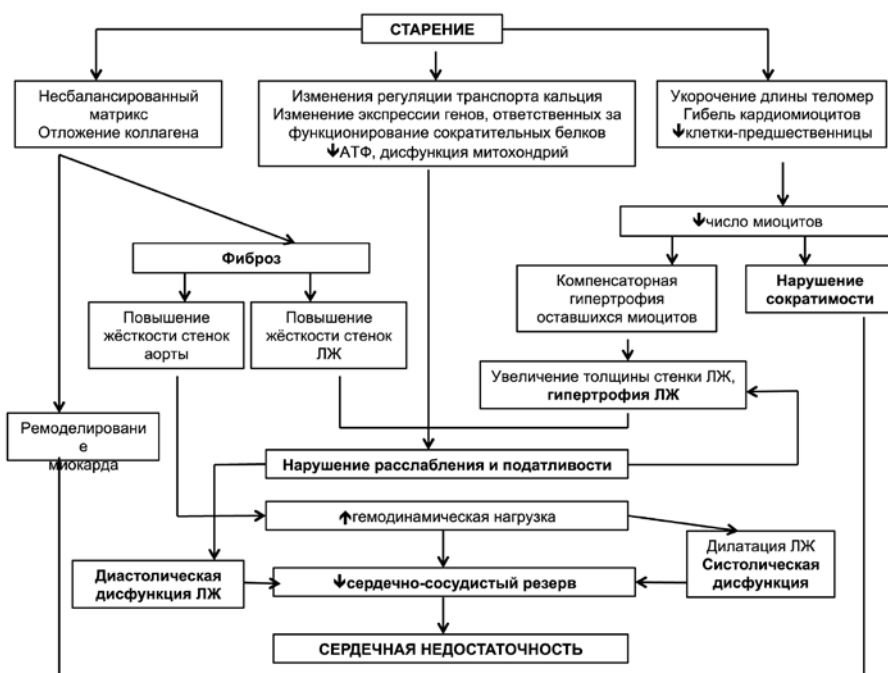 СТАРЕНИЕ
Несбалансированный
матрикс
Отложение коллагена
Изменения регуляции транспорта кальция
Изменение экспрессии генов, ответственных за
функционирование сократительных белков
↓АТФ, дисфункция митохондрий
Укорочение длины теломер
Гибель кардиомиоцитов
↓клетки-предшественницы
↓число миоцитов
Фиброз
Компенсаторная
гипертрофия
оставшихся миоцитов
Нарушение
сократимости
Повышение
жёсткости стенок
аорты
Повышение
жёсткости стенок
ЛЖ
Увеличение толщины стенки ЛЖ,
гипертрофия ЛЖ
Ремоделировани
е
миокарда
Нарушение расслабления и податливости
↑гемодинамическая нагрузка
Дилатация ЛЖ
Систолическая
дисфункция
Диастолическая
дисфункция ЛЖ
↓сердечно-сосудистый резерв
СЕРДЕЧНАЯ НЕДОСТАТОЧНОСТЬ